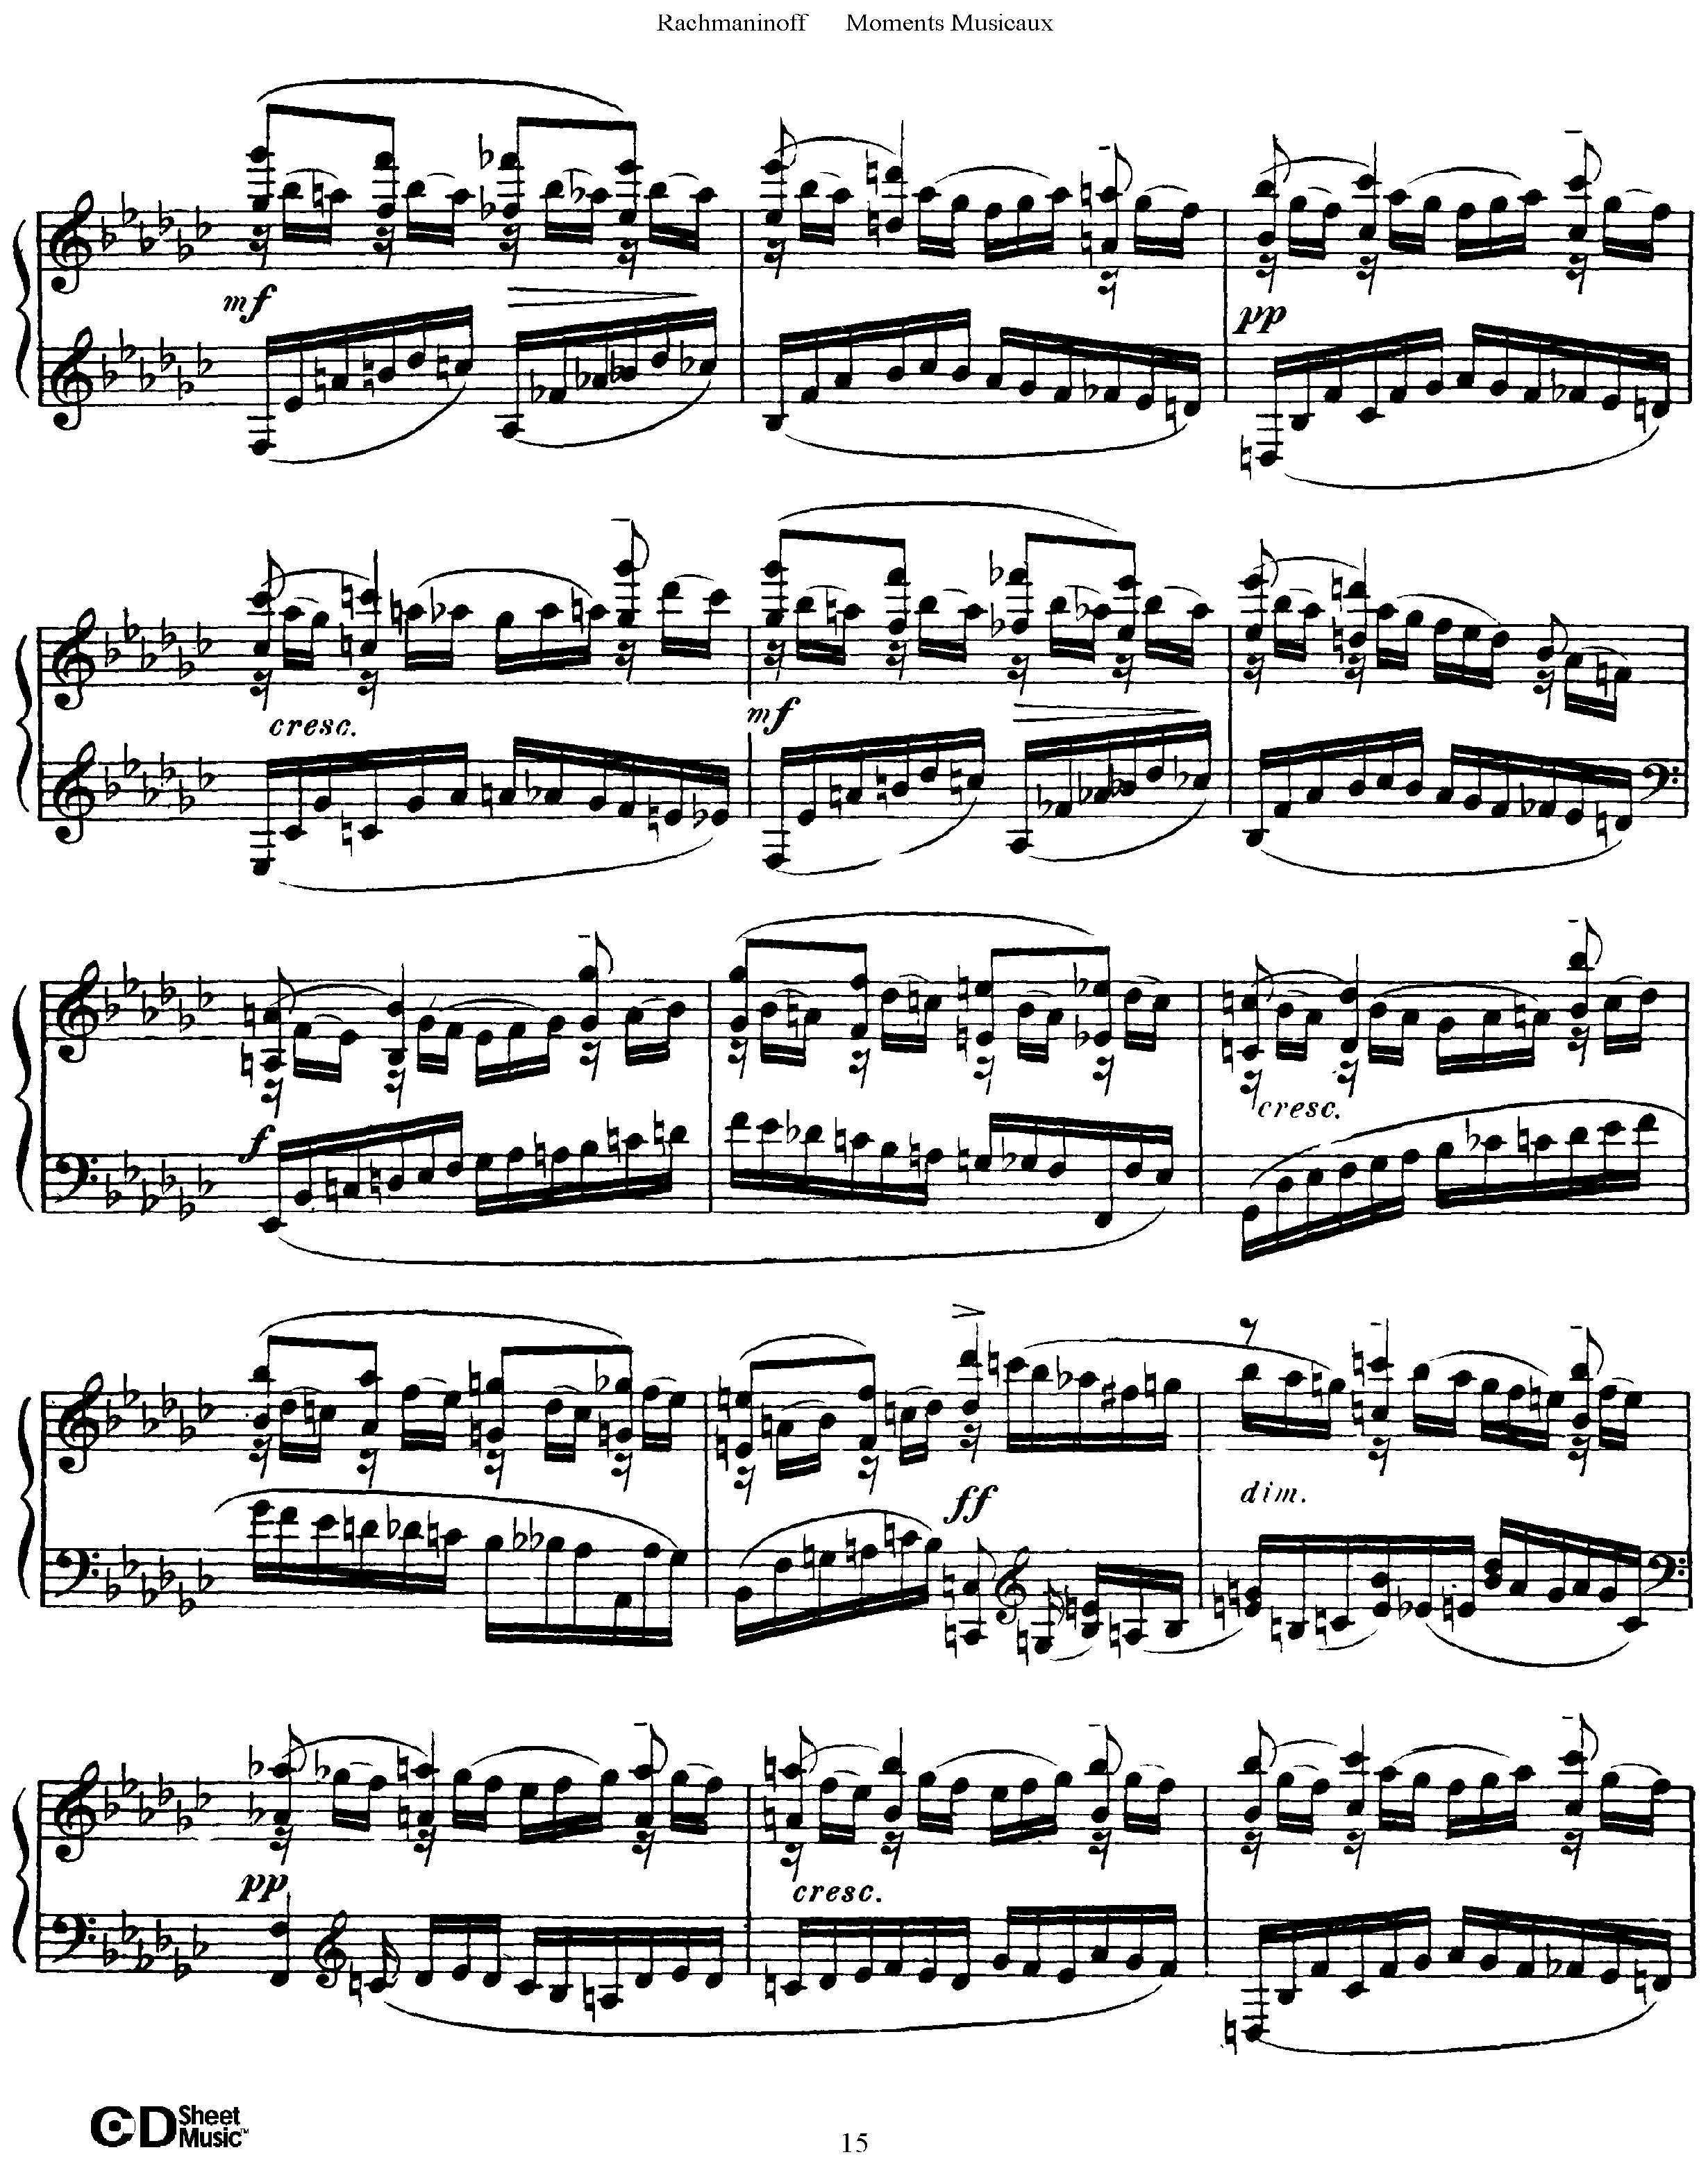 Rachmaninoff Moments Musicaux
mf
pp
cresc.
mf
f
cresc.
ff
dim.
pp
cresc.
CD Sheet Music™
15